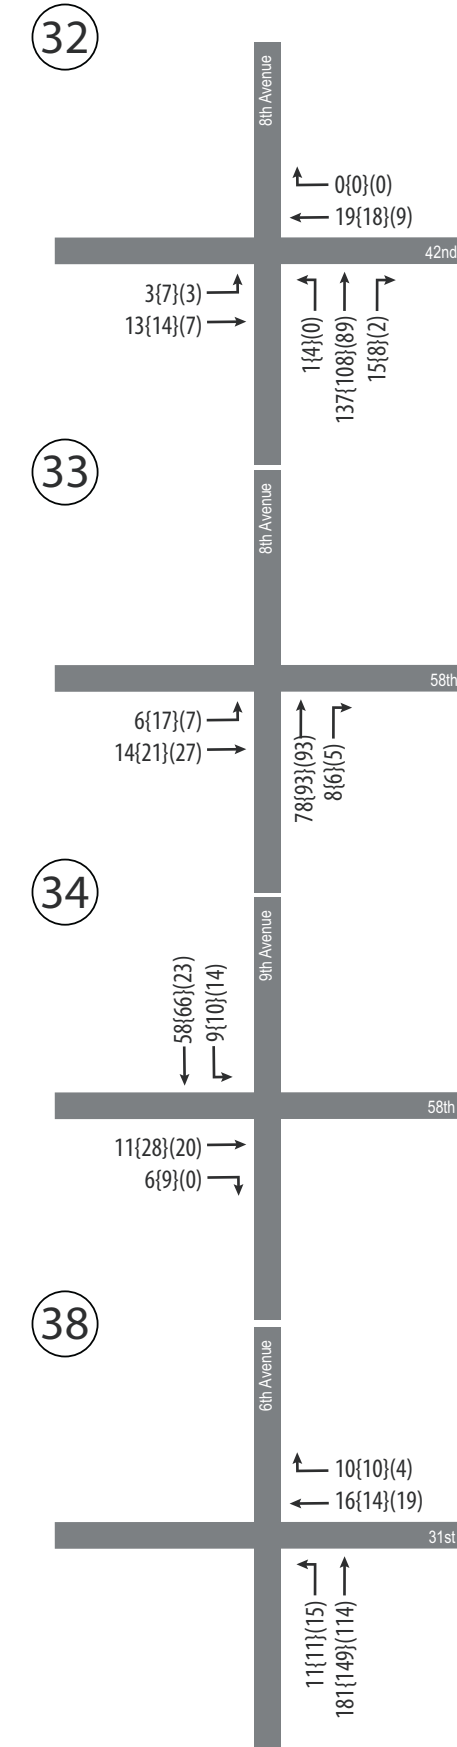 32
8th Avenue
0{0}(0)
19{18}(9)
42nd
3{7}(3)
13{14}(7)
1{4}(0)
137{108}(89)
15{8}(2)
33
8th Avenue
58th
6{17}(7)
14{21}(27)
78{93}(93)
8{6}(5)
34
9th Avenue
58{66}(23)
9{10}(14)
58th
11{28}(20)
6{9}(0)
38
6th Avenue
10{10}(4)
16{14}(19)
31st
11{11}(15)
181{149}(114)